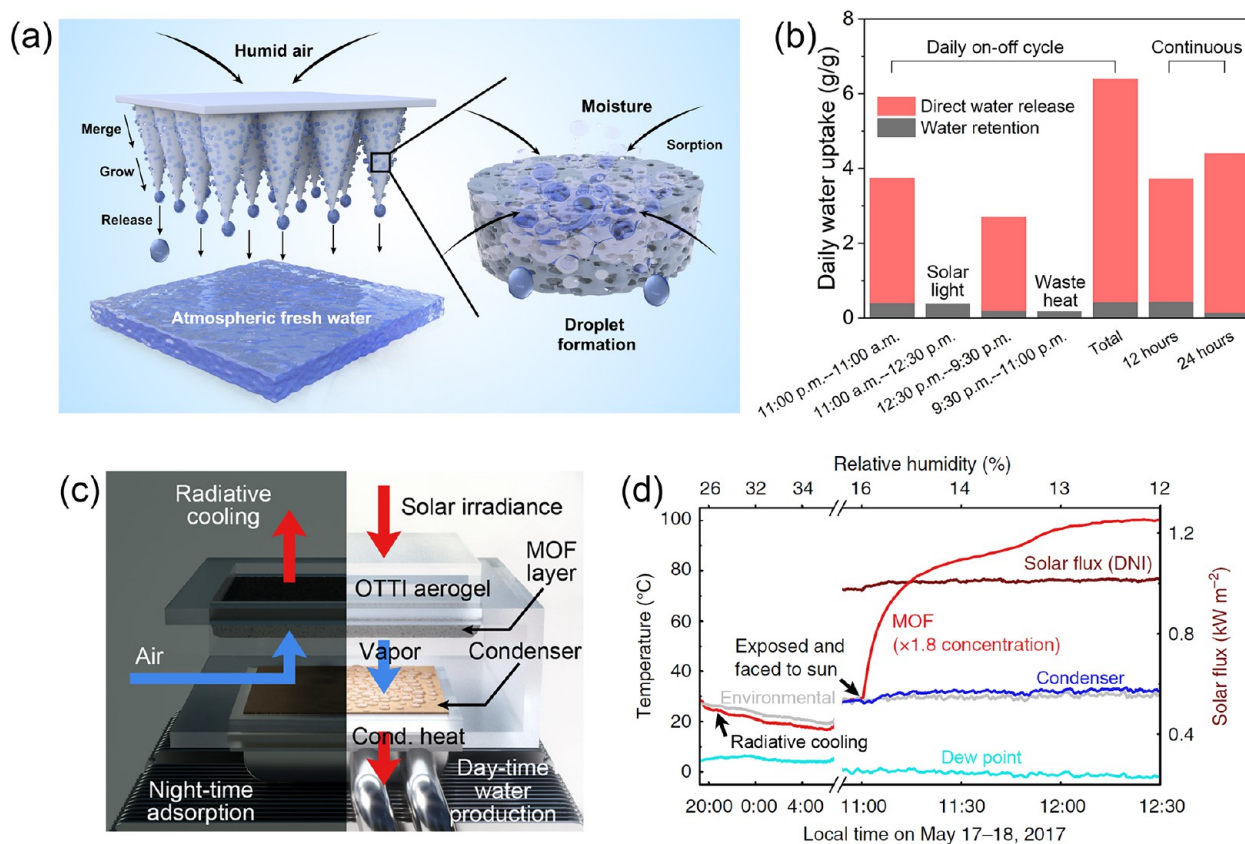 (a)
Humid air
Merge
Grow
Release
Moisture
Sorption
Atmospheric fresh water
Droplet
formation
(b)
Daily water uptake (g/g)
8
6
4
2
0
Daily on-off cycle
Continuous
Direct water release
Water retention
Solar
light
Waste
heat
11:00 p.m.--11:00 a.m.
11:00 a.m.--12:30 p.m.
12:30 p.m.--9:30 p.m.
9:30 p.m.--11:00 p.m.
Total
12 hours
24 hours
(c)
Radiative
cooling
Solar irradiance
MOF
layer
OTTI aerogel
Air
Vapor
Condenser
Cond. heat
Night-time
adsorption
Day-time
water
production
(d)
Relative humidity (%)
26 32 34 16 14 13 12
Temperature (°C)
100
80
60
40
20
0
Solar flux (DNI)
MOF
(×1.8 concentration)
Exposed and
faced to sun
Environmental
Condenser
Radiative cooling
Dew point
1.2
0.8
0.4
Solar flux (kW m⁻²)
20:00 0:00 4:00 11:00 11:30 12:00 12:30
Local time on May 17–18, 2017